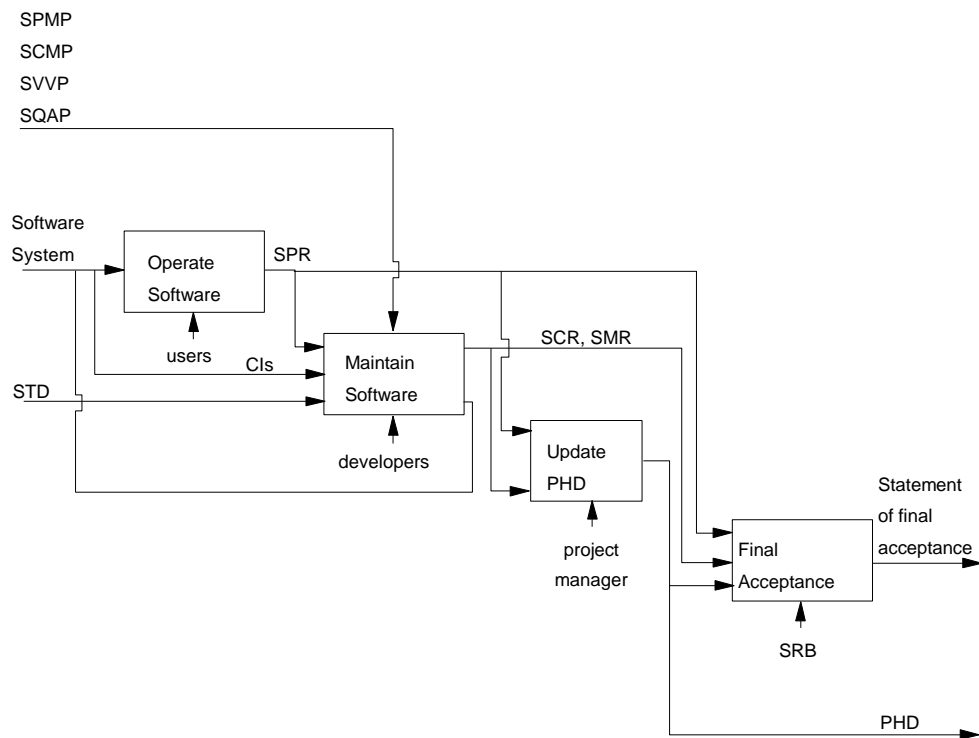 SPMP
SCMP
SVVP
SQAP
Software
System
Operate
Software
SPR
users
CIs
STD
Maintain
Software
SCR, SMR
developers
Update
PHD
project
manager
Final
Acceptance
SRB
Statement
of final
acceptance
PHD